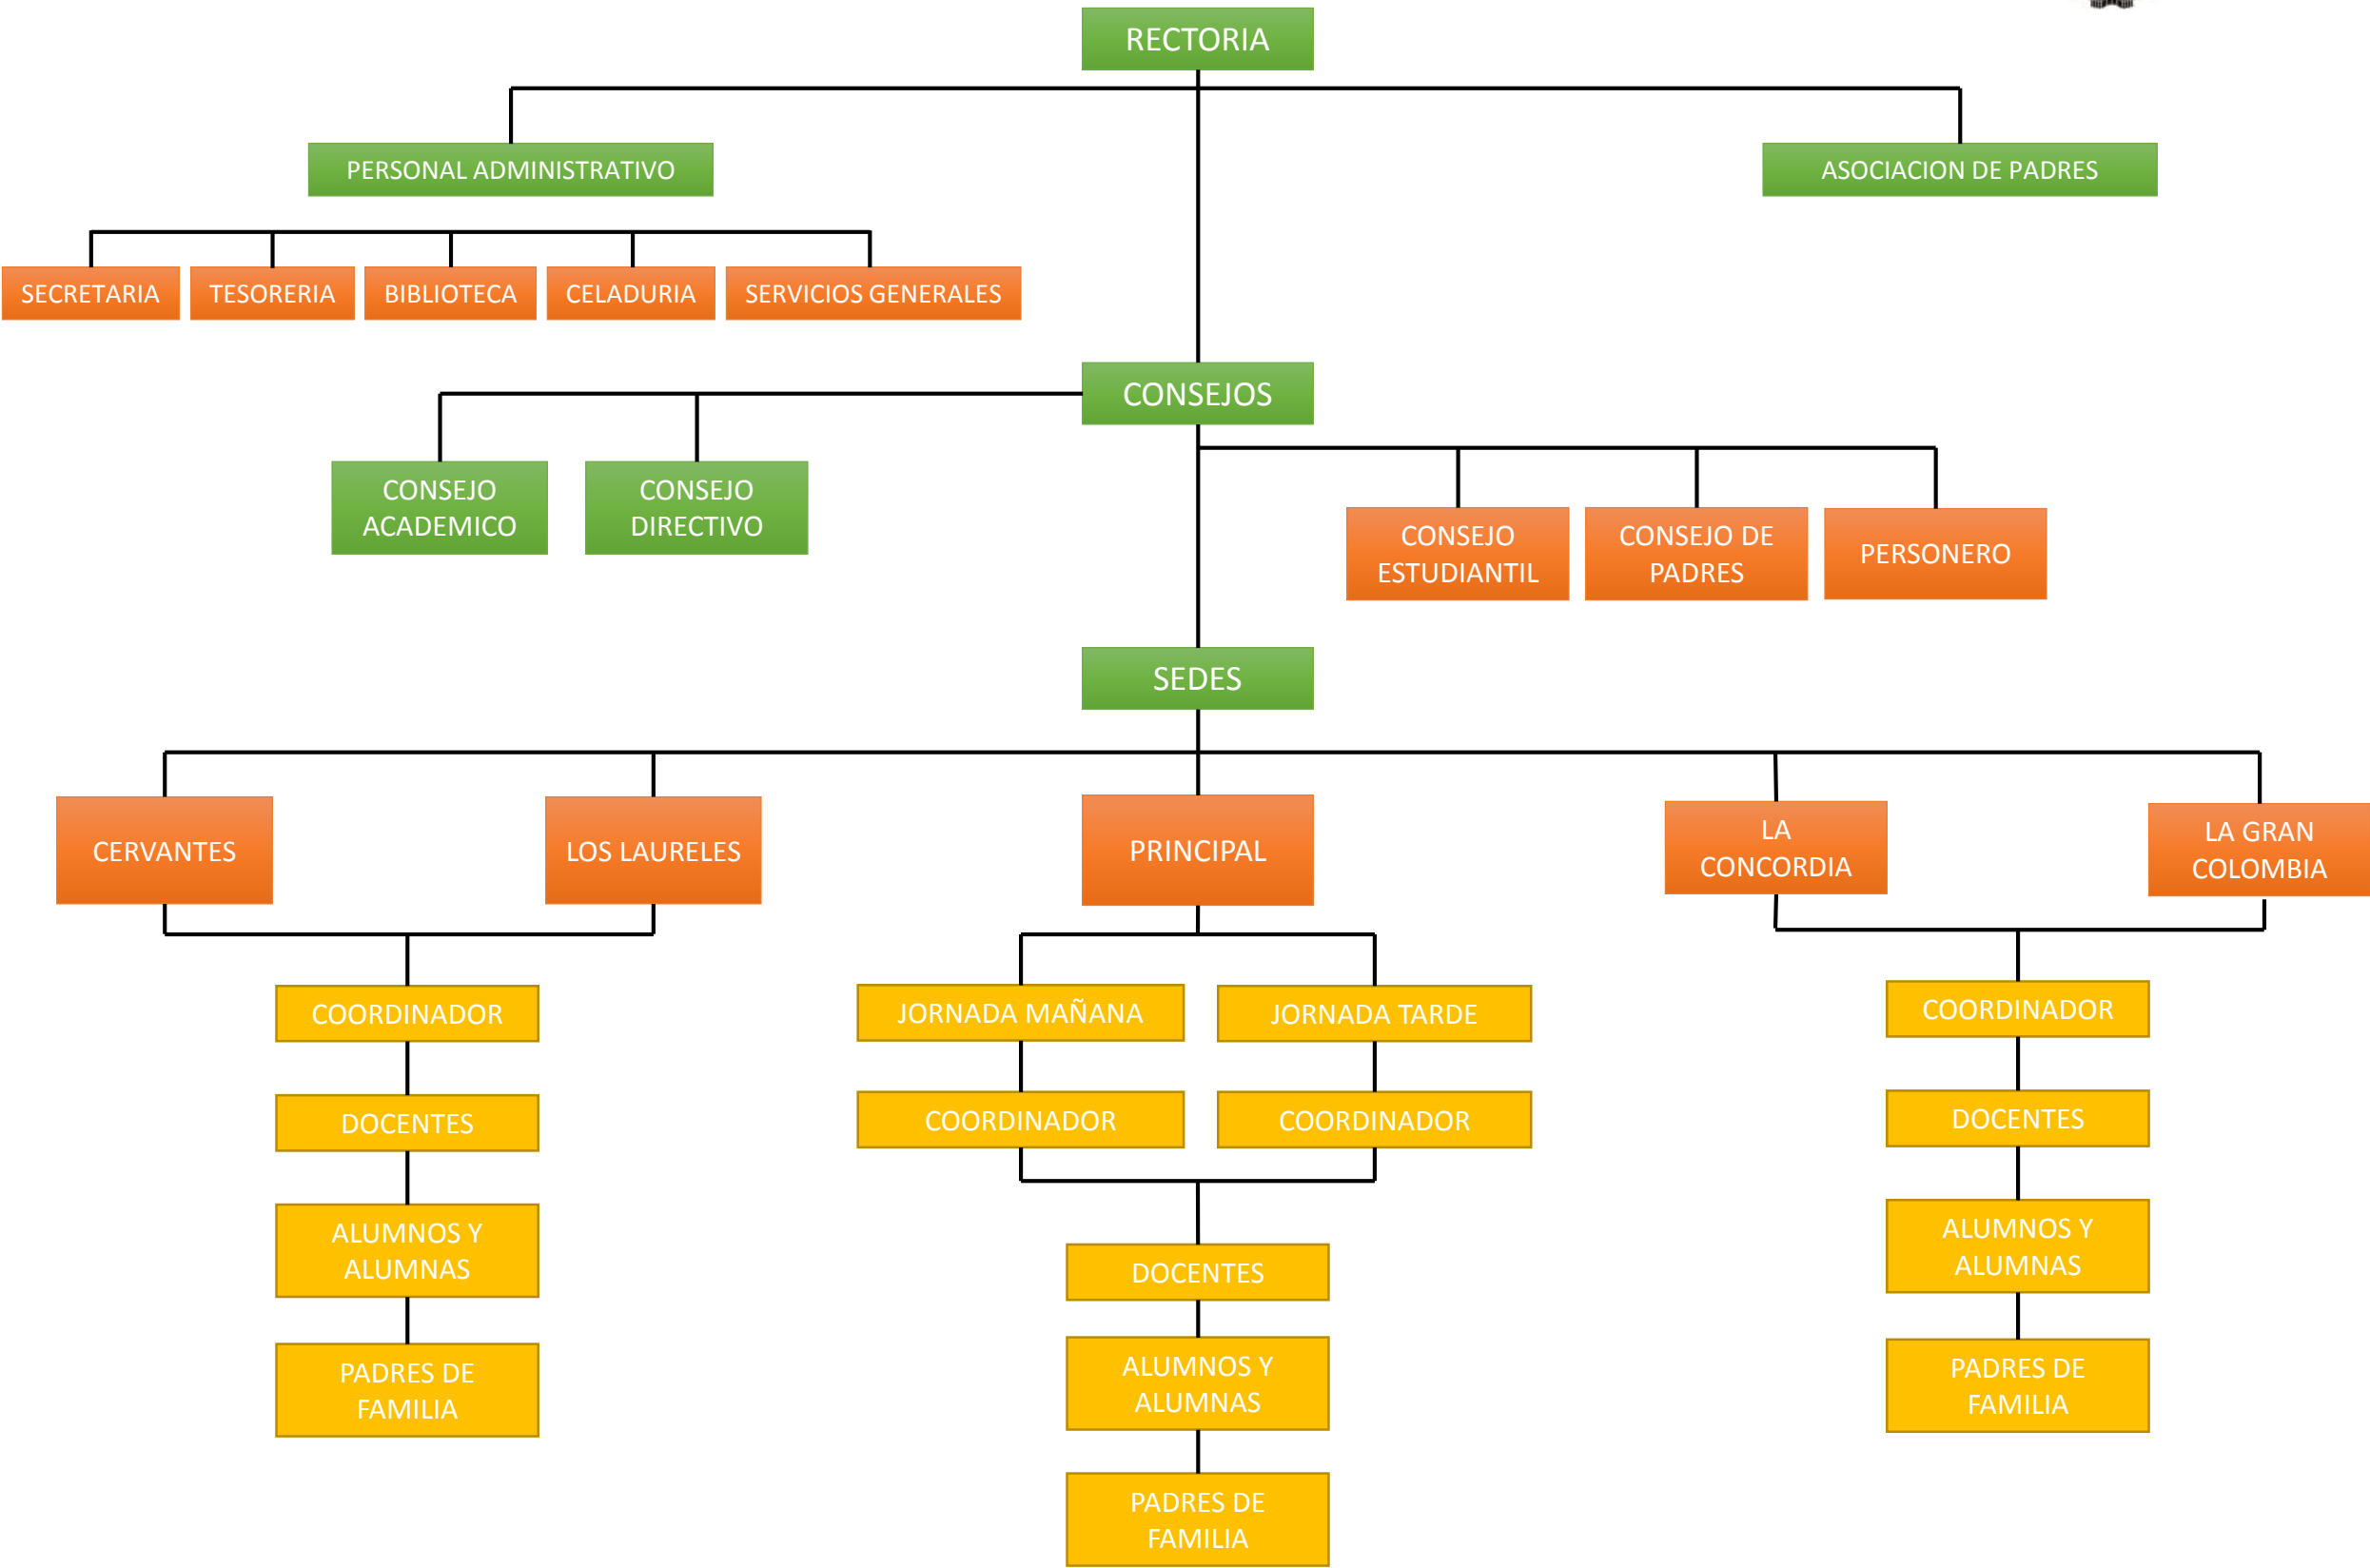 RECTORIA
PERSONAL ADMINISTRATIVO
ASOCIACION DE PADRES
SECRETARIA
TESORERIA
BIBLIOTECA
CELADURIA
SERVICIOS GENERALES
CONSEJOS
CONSEJO
ACADEMICO
CONSEJO
DIRECTIVO
CONSEJO
ESTUDIANTIL
CONSEJO DE
PADRES
PERSONERO
SEDES
CERVANTES
LOS LAURELES
PRINCIPAL
LA
CONCORDIA
LA GRAN
COLOMBIA
COORDINADOR
DOCENTES
ALUMNOS Y
ALUMNAS
PADRES DE
FAMILIA
JORNADA MAÑANA
JORNADA TARDE
COORDINADOR
COORDINADOR
DOCENTES
ALUMNOS Y
ALUMNAS
PADRES DE
FAMILIA
COORDINADOR
DOCENTES
ALUMNOS Y
ALUMNAS
PADRES DE
FAMILIA